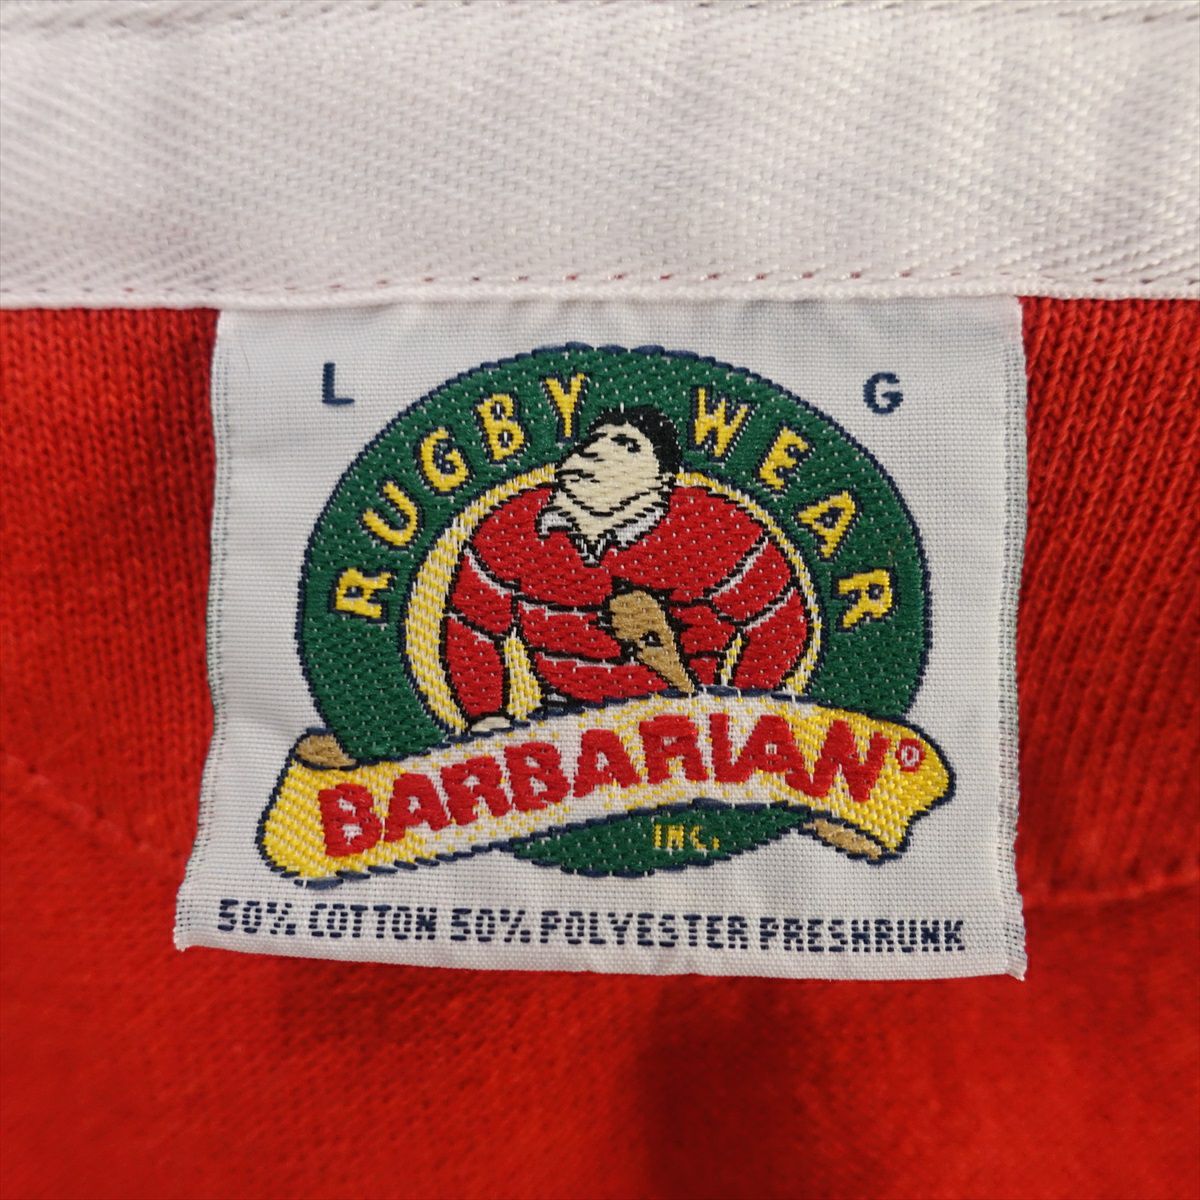 L G
RUGBY WEAR
BARBARIAN®
INC.
50% COTTON 50% POLYESTER PRESHRUNK